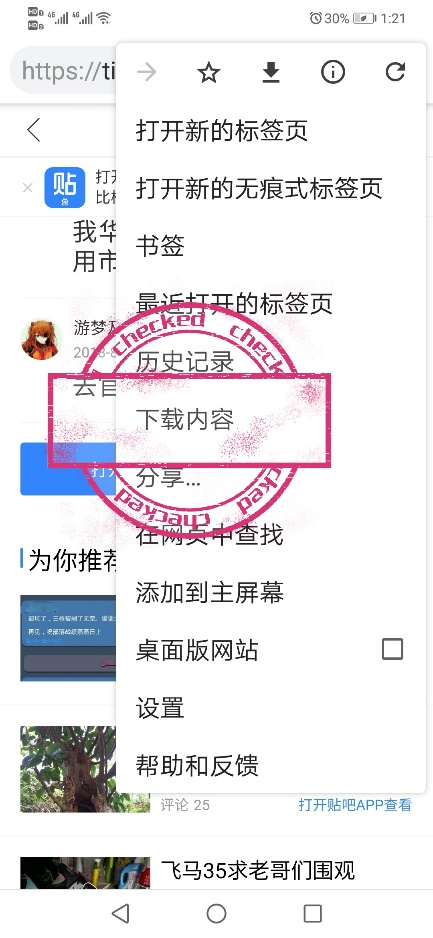 30%
1:21
https://ti
打开新的标签页
打开新的无痕式标签页
书签
最近打开的标签页
历史记录
下载内容
分享...
在网页中查找
添加到主屏幕
桌面版网站
设置
帮助和反馈
贴
比
我华
用市
游梦
去官
checked
checked
checked
checked
为你推荐
评论 25
打开贴吧APP查看
飞马35求老哥们围观